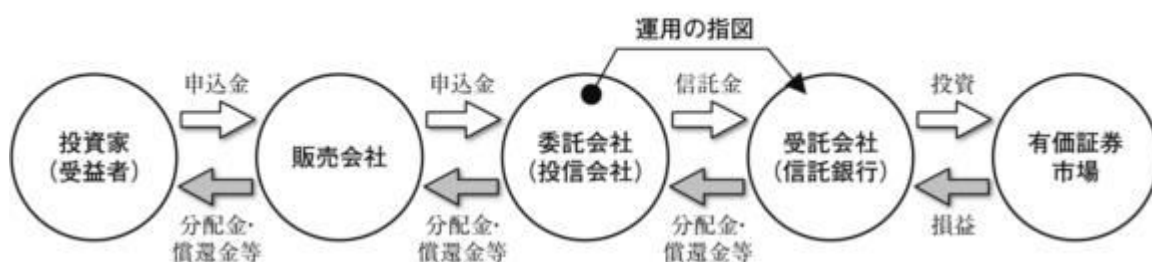 運用の指図
申込金
申込金
信託金
投資
投資家
(受益者)
販売会社
委託会社
(投信会社)
受託会社
(信託銀行)
有価証券
市場
分配金・
償還金等
分配金・
償還金等
分配金・
償還金等
損益